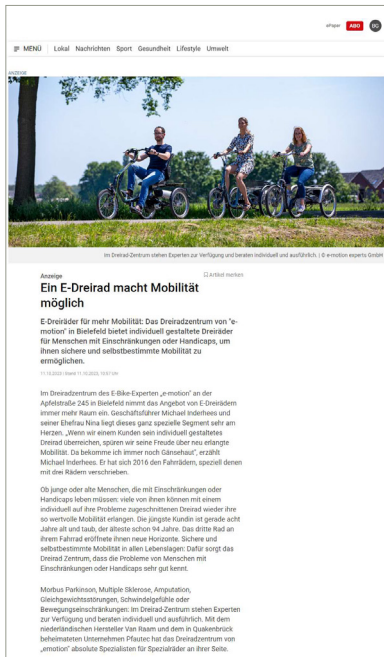 ePaper ABO BG
MENÜ Lokal Nachrichten Sport Gesundheit Lifestyle Umwelt
ANZEIGE
Im Dreirad-Zentrum stehen Experten zur Verfügung und beraten individuell und ausführlich. | © e-motion experts GmbH
Anzeige
Artikel merken
Ein E-Dreirad macht Mobilität
möglich
E-Dreiräder für mehr Mobilität: Das Dreiradzentrum von "e-
motion" in Bielefeld bietet individuell gestaltete Dreiräder
für Menschen mit Einschränkungen oder Handicaps, um
ihnen sichere und selbstbestimmte Mobilität zu
ermöglichen.
Im Dreiradzentrum des E-Bike-Experten „e-motion" an der
Apfelstraße 245 in Bielefeld nimmt das Angebot von E-Dreirädern
immer mehr Raum ein. Geschäftsführer Michael Inderhees und
seiner Ehefrau Nina liegt dieses ganz spezielle Segment sehr am
Herzen. „Wenn wir einem Kunden sein individuell gestaltetes
Dreirad überreichen, spüren wir seine Freude über neu erlangte
Mobilität. Da bekomme ich immer noch Gänsehaut", erzählt
Michael Inderhees. Er hat sich 2016 den Fahrrädern, speziell denen
mit drei Rädern verschrieben.
Ob junge oder alte Menschen, die mit Einschränkungen oder
Handicaps leben müssen: viele von ihnen können mit einem
individuell auf ihre Probleme zugeschnittenen Dreirad wieder ihre
so wertvolle Mobilität erlangen. Die jüngste Kundin ist gerade acht
Jahre alt und taub, der älteste schon 94 Jahre. Das dritte Rad an
ihrem Fahrrad eröffnete ihnen neue Horizonte. Sichere und
selbstbestimmte Mobilität in allen Lebenslagen: Dafür sorgt das
Dreirad Zentrum, dass die Probleme von Menschen mit
Einschränkungen oder Handicaps sehr gut kennt.
Morbus Parkinson, Multiple Sklerose, Amputation,
Gleichgewichtsstörungen, Schwindelgefühle oder
Bewegungseinschränkungen: Im Dreirad-Zentrum stehen Experten
zur Verfügung und beraten individuell und ausführlich. Mit dem
niederländischen Hersteller Van Raam und dem in Quakenbrück
beheimateten Unternehmen Pfautec hat das Dreiradzentrum von
„emotion" absolute Spezialisten für Spezialräder an ihrer Seite.